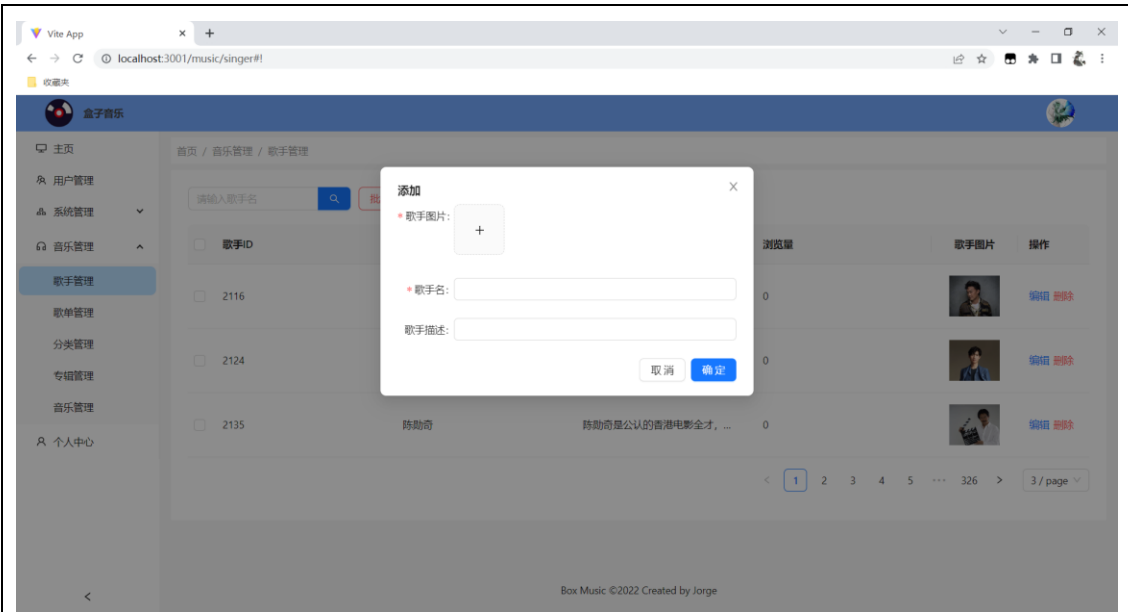 Vite App
localhost:3001/music/singer#!
收藏夹
盒子音乐
主页
首页 / 音乐管理 / 歌手管理
用户管理
系统管理
音乐管理
歌手管理
歌单管理
分类管理
专辑管理
音乐管理
个人中心
请输入歌手名
批
添加
* 歌手图片:
* 歌手名:
歌手描述:
取 消 确 定
歌手ID 浏览量 歌手图片 操作
2116 0 编辑 删除
2124 0 编辑 删除
2135 陈勋奇 陈勋奇是公认的香港电影全才，... 0 编辑 删除
< 1 2 3 4 5 ··· 326 > 3 / page
Box Music ©2022 Created by Jorge